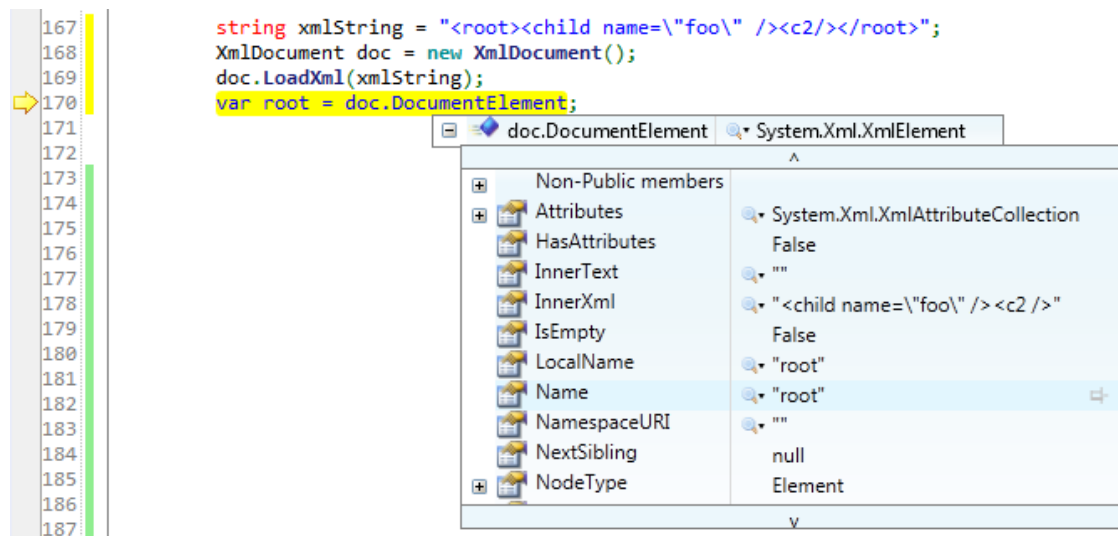 167 string xmlString = "<root><child name=\"foo\" /><c2/></root>";
168 XmlDocument doc = new XmlDocument();
169 doc.LoadXml(xmlString);
170 var root = doc.DocumentElement;
171 doc.DocumentElement System.Xml.XmlElement
172
173 Non-Public members
174 Attributes System.Xml.XmlAttributeCollection
175
176 HasAttributes False
177 InnerText ""
178 InnerXml "<child name=\"foo\" /><c2 />"
179 IsEmpty False
180
181 LocalName "root"
182 Name "root"
183 NamespaceURI ""
184 NextSibling null
185 NodeType Element
186
187